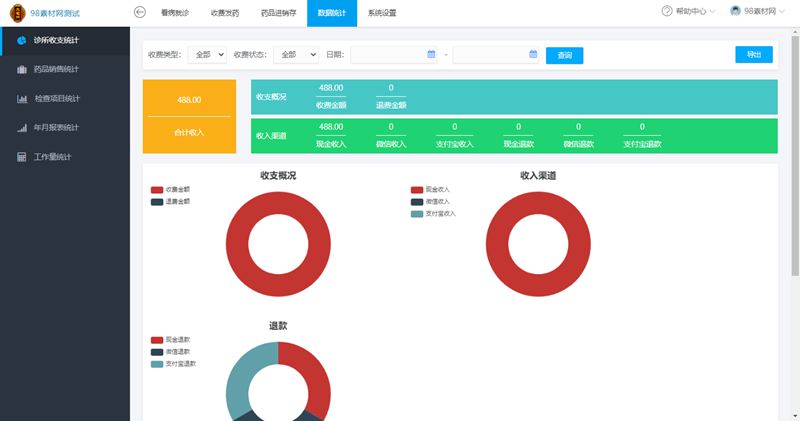 98素材网测试
看病就诊 收费发药 药品进销存 数据统计 系统设置 帮助中心 98素材网
诊所收支统计
药品销售统计
检查项目统计
年月报表统计
工作量统计
收费类型: 全部 收费状态: 全部 日期: - 查询 导出
488.00
合计收入
收支概况 488.00 0
收费金额 退费金额
收入渠道 488.00 0 0 0 0 0
现金收入 微信收入 支付宝收入 现金退款 微信退款 支付宝退款
收支概况
收费金额
退费金额
收入渠道
现金收入
微信收入
支付宝收入
退款
现金退款
微信退款
支付宝退款